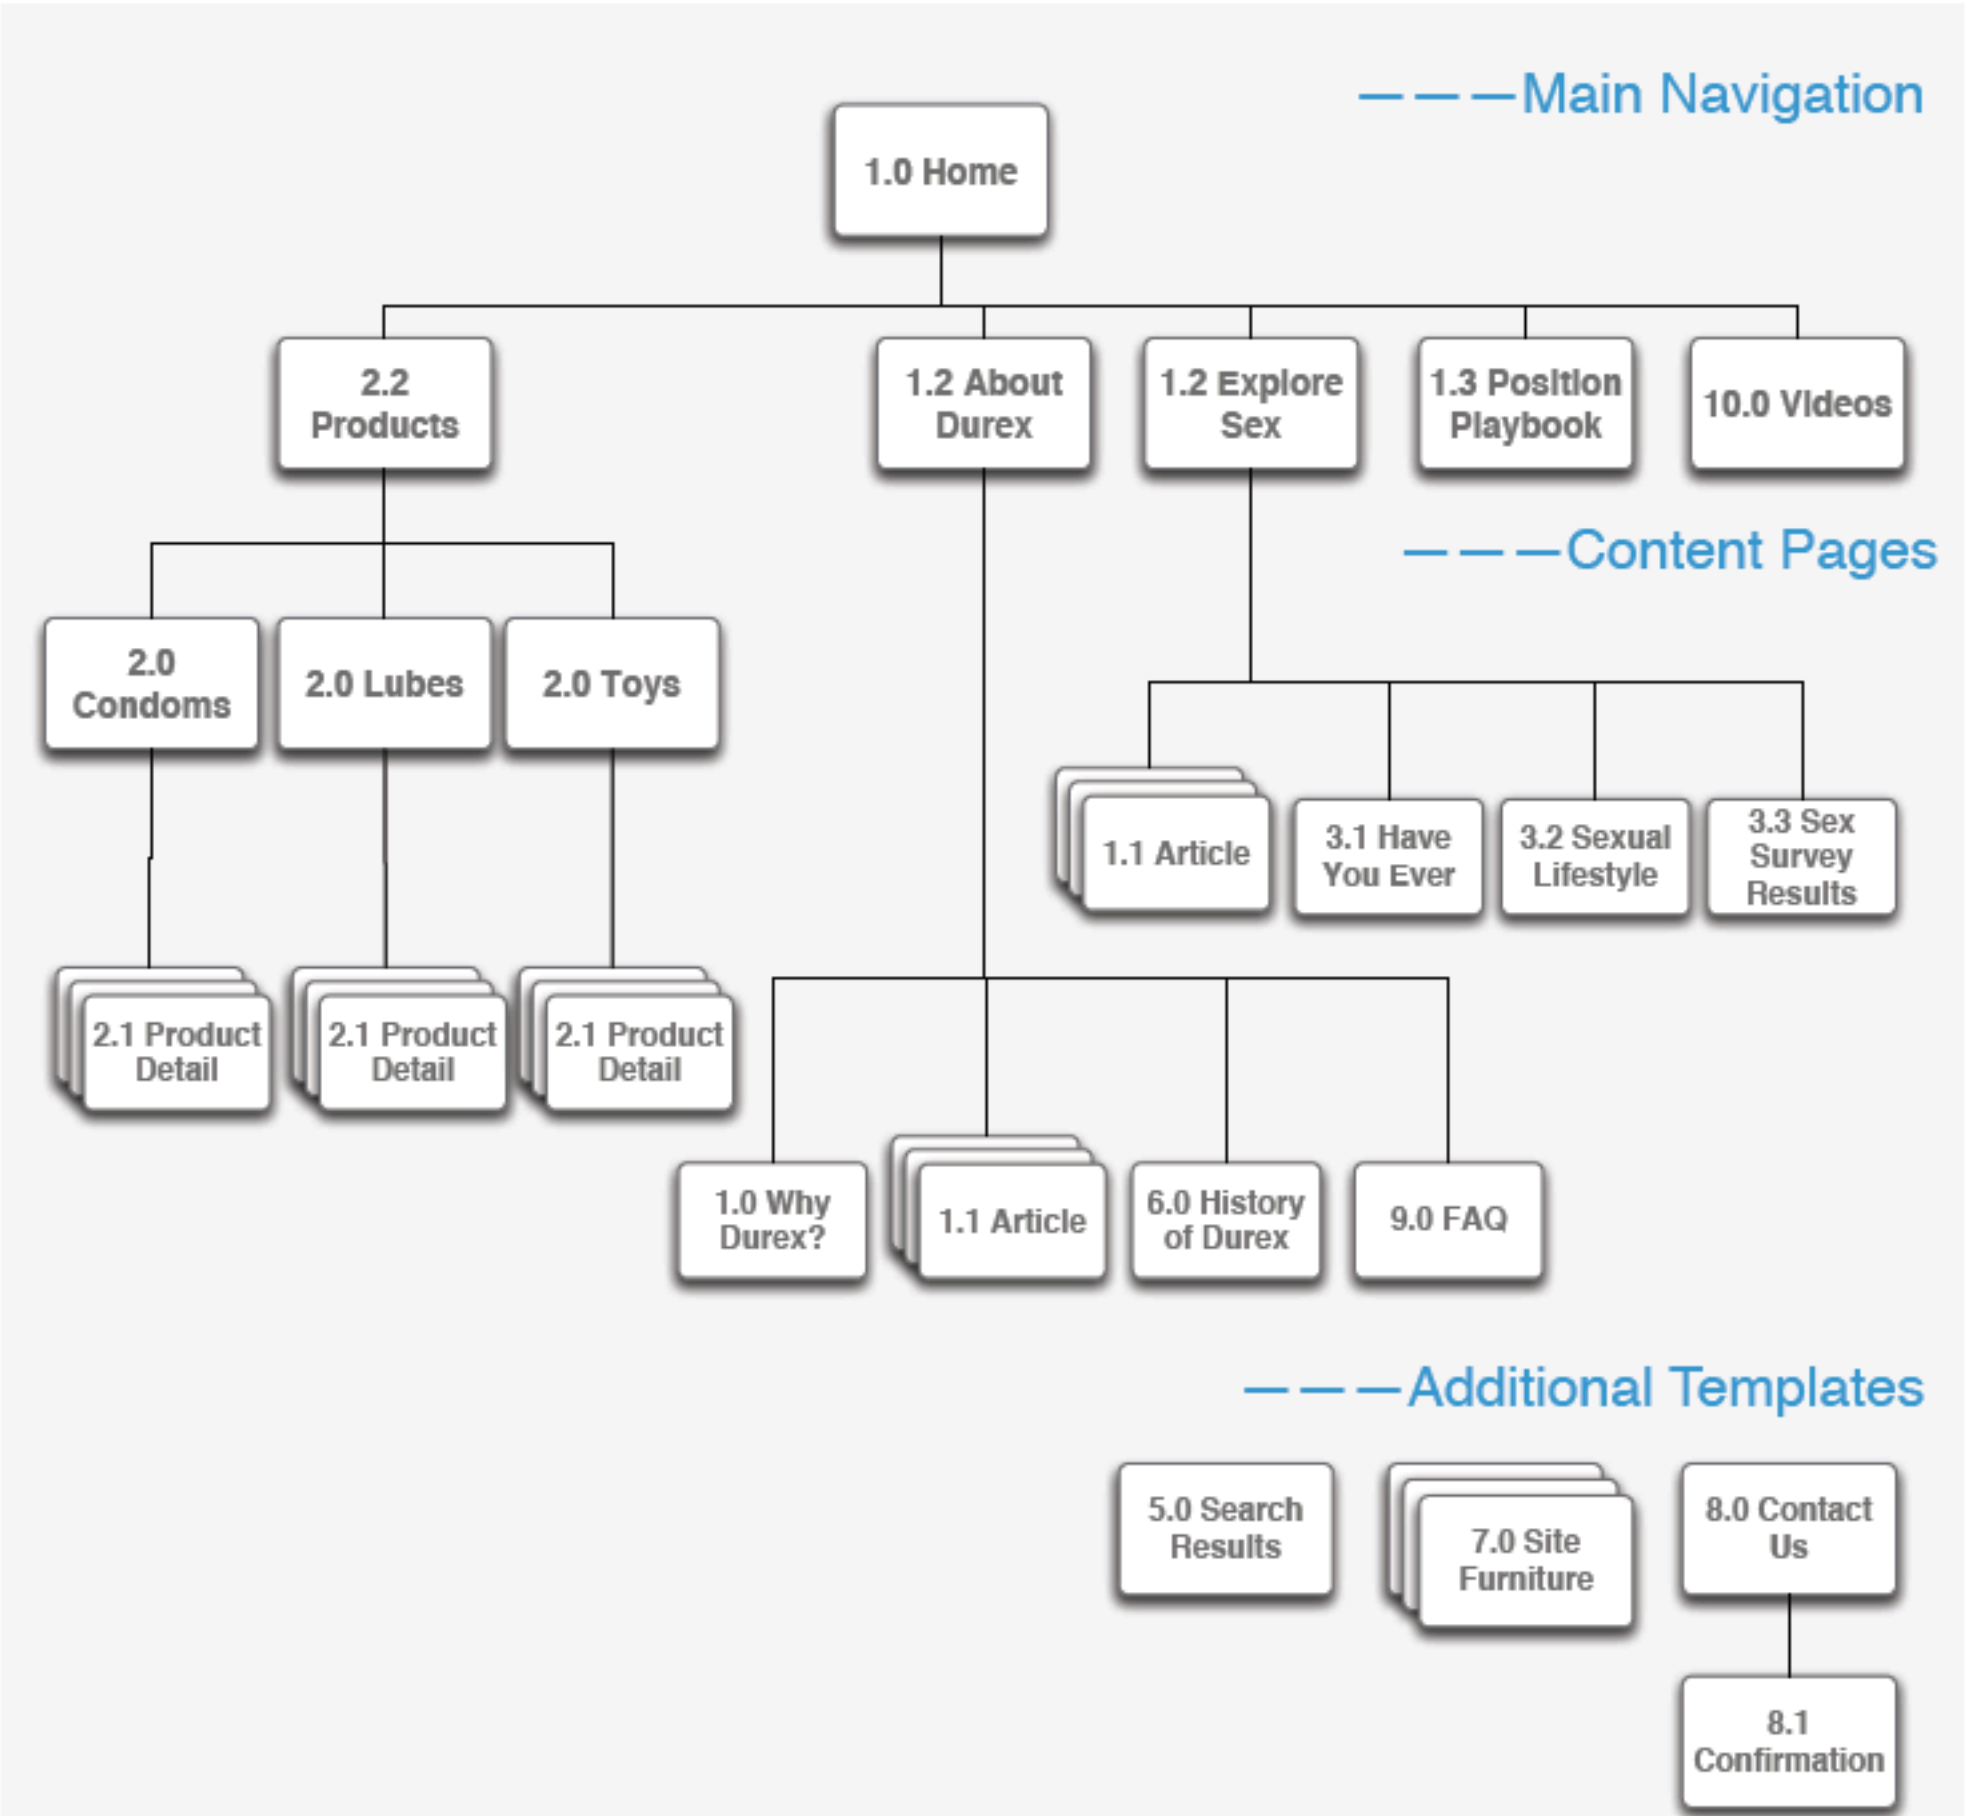 ———Main Navigation
1.0 Home
2.2
Products
1.2 About
Durex
1.2 Explore
Sex
1.3 Position
Playbook
10.0 Videos
———Content Pages
2.0
Condoms
2.0 Lubes
2.0 Toys
1.1 Article
3.1 Have
You Ever
3.2 Sexual
Lifestyle
3.3 Sex
Survey
Results
2.1 Product
Detail
2.1 Product
Detail
2.1 Product
Detail
1.0 Why
Durex?
1.1 Article
6.0 History
of Durex
9.0 FAQ
———Additional Templates
5.0 Search
Results
7.0 Site
Furniture
8.0 Contact
Us
8.1
Confirmation